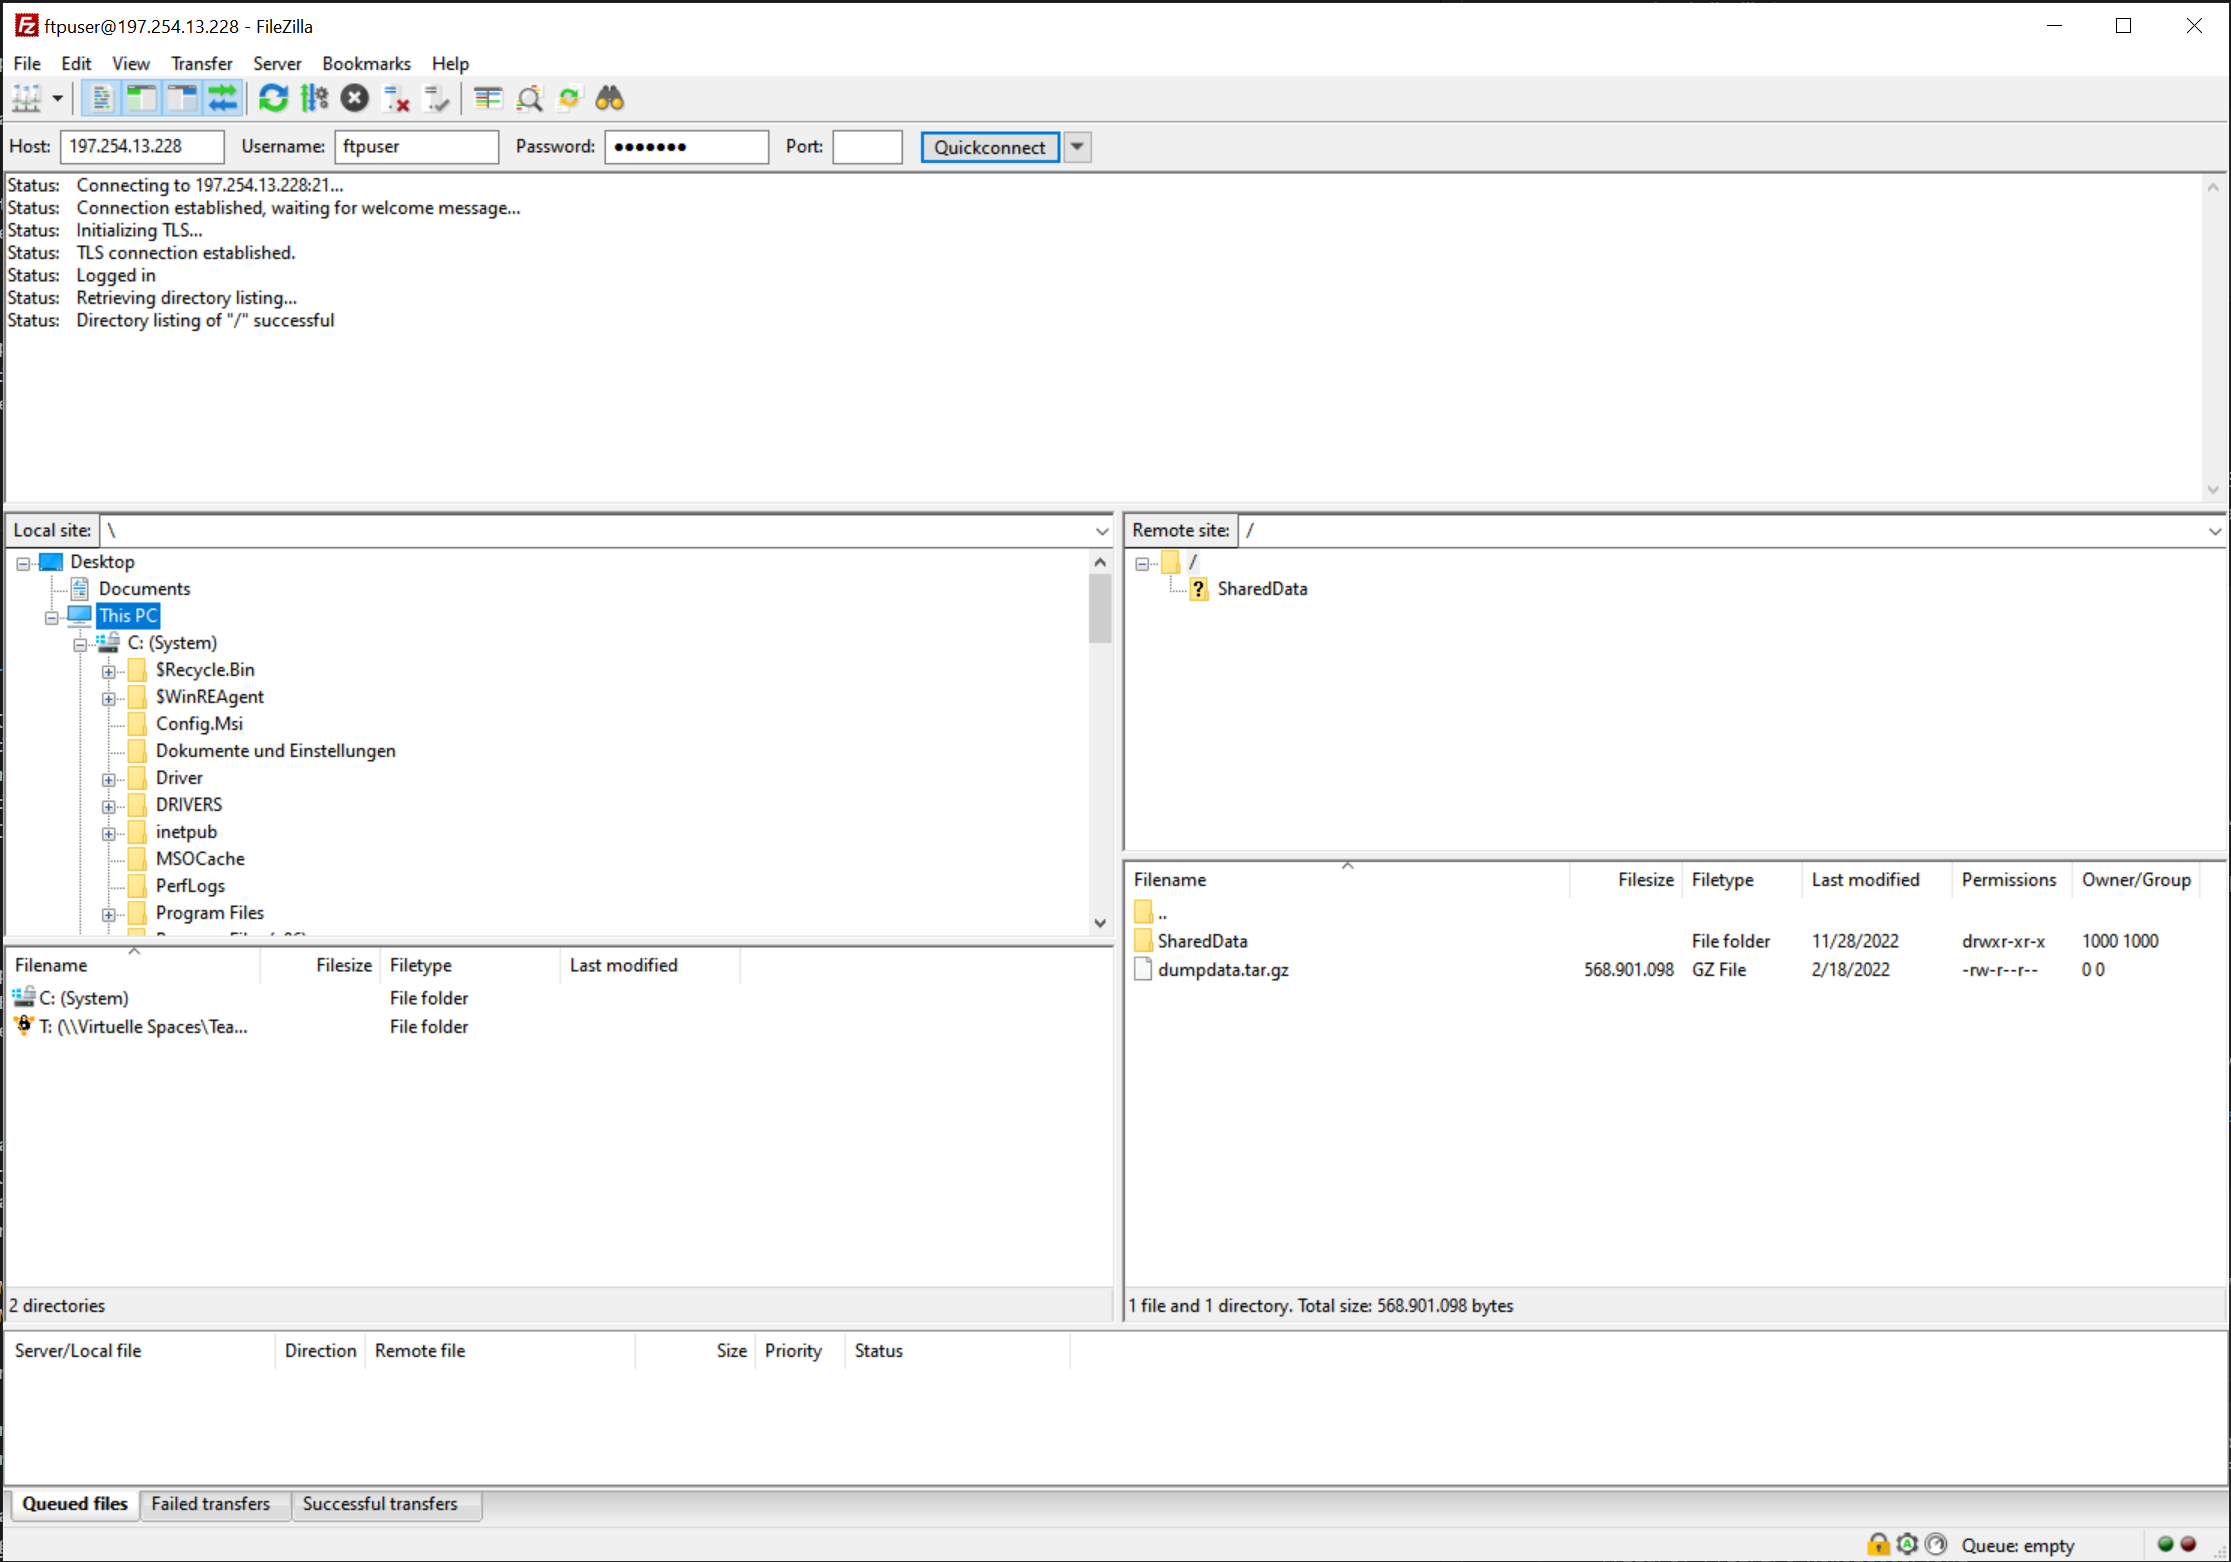 ftpuser@197.254.13.228 - FileZilla
File Edit View Transfer Server Bookmarks Help
Host: 197.254.13.228 Username: ftpuser Password: ●●●●●●● Port: Quickconnect
Status: Connecting to 197.254.13.228:21...
Status: Connection established, waiting for welcome message...
Status: Initializing TLS...
Status: TLS connection established.
Status: Logged in
Status: Retrieving directory listing...
Status: Directory listing of "/" successful
Local site: \
Desktop
Documents
This PC
C: (System)
$Recycle.Bin
$WinREAgent
Config.Msi
Dokumente und Einstellungen
Driver
DRIVERS
inetpub
MSOCache
PerfLogs
Program Files
Filename Filesize Filetype Last modified
C: (System) File folder
T: (\\Virtuelle Spaces\Tea... File folder
2 directories
Remote site: /
/
SharedData
Filename Filesize Filetype Last modified Permissions Owner/Group
..
SharedData File folder 11/28/2022 drwxr-xr-x 1000 1000
dumpdata.tar.gz 568.901.098 GZ File 2/18/2022 -rw-r--r-- 0 0
1 file and 1 directory. Total size: 568.901.098 bytes
Server/Local file Direction Remote file Size Priority Status
Queued files Failed transfers Successful transfers
Queue: empty